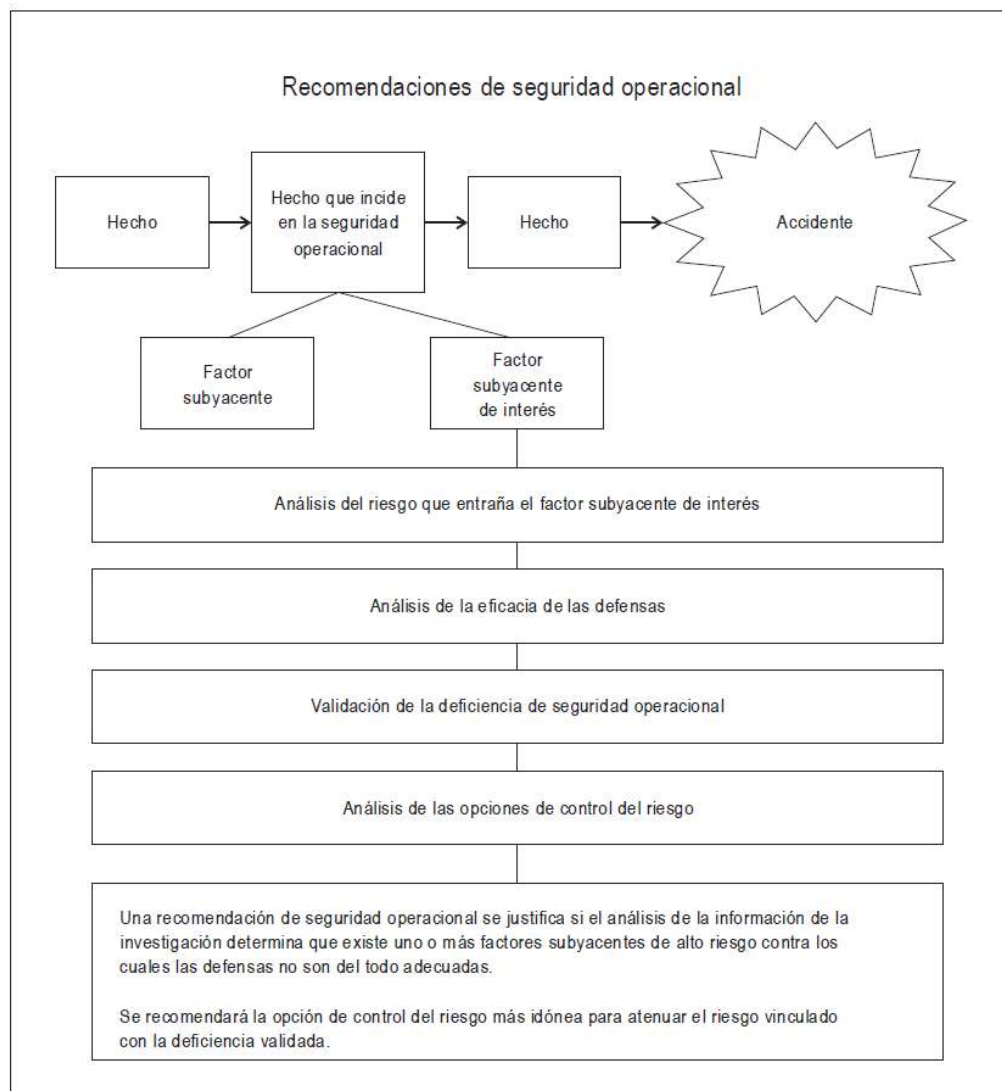 Recomendaciones de seguridad operacional
Hecho
Hecho que incide
en la seguridad
operacional
Hecho
Accidente
Factor
subyacente
Factor
subyacente
de interés
Análisis del riesgo que entraña el factor subyacente de interés
Análisis de la eficacia de las defensas
Validación de la deficiencia de seguridad operacional
Análisis de las opciones de control del riesgo
Una recomendación de seguridad operacional se justifica si el análisis de la información de la
investigación determina que existe uno o más factores subyacentes de alto riesgo contra los
cuales las defensas no son del todo adecuadas.
Se recomendará la opción de control del riesgo más idónea para atenuar el riesgo vinculado
con la deficiencia validada.